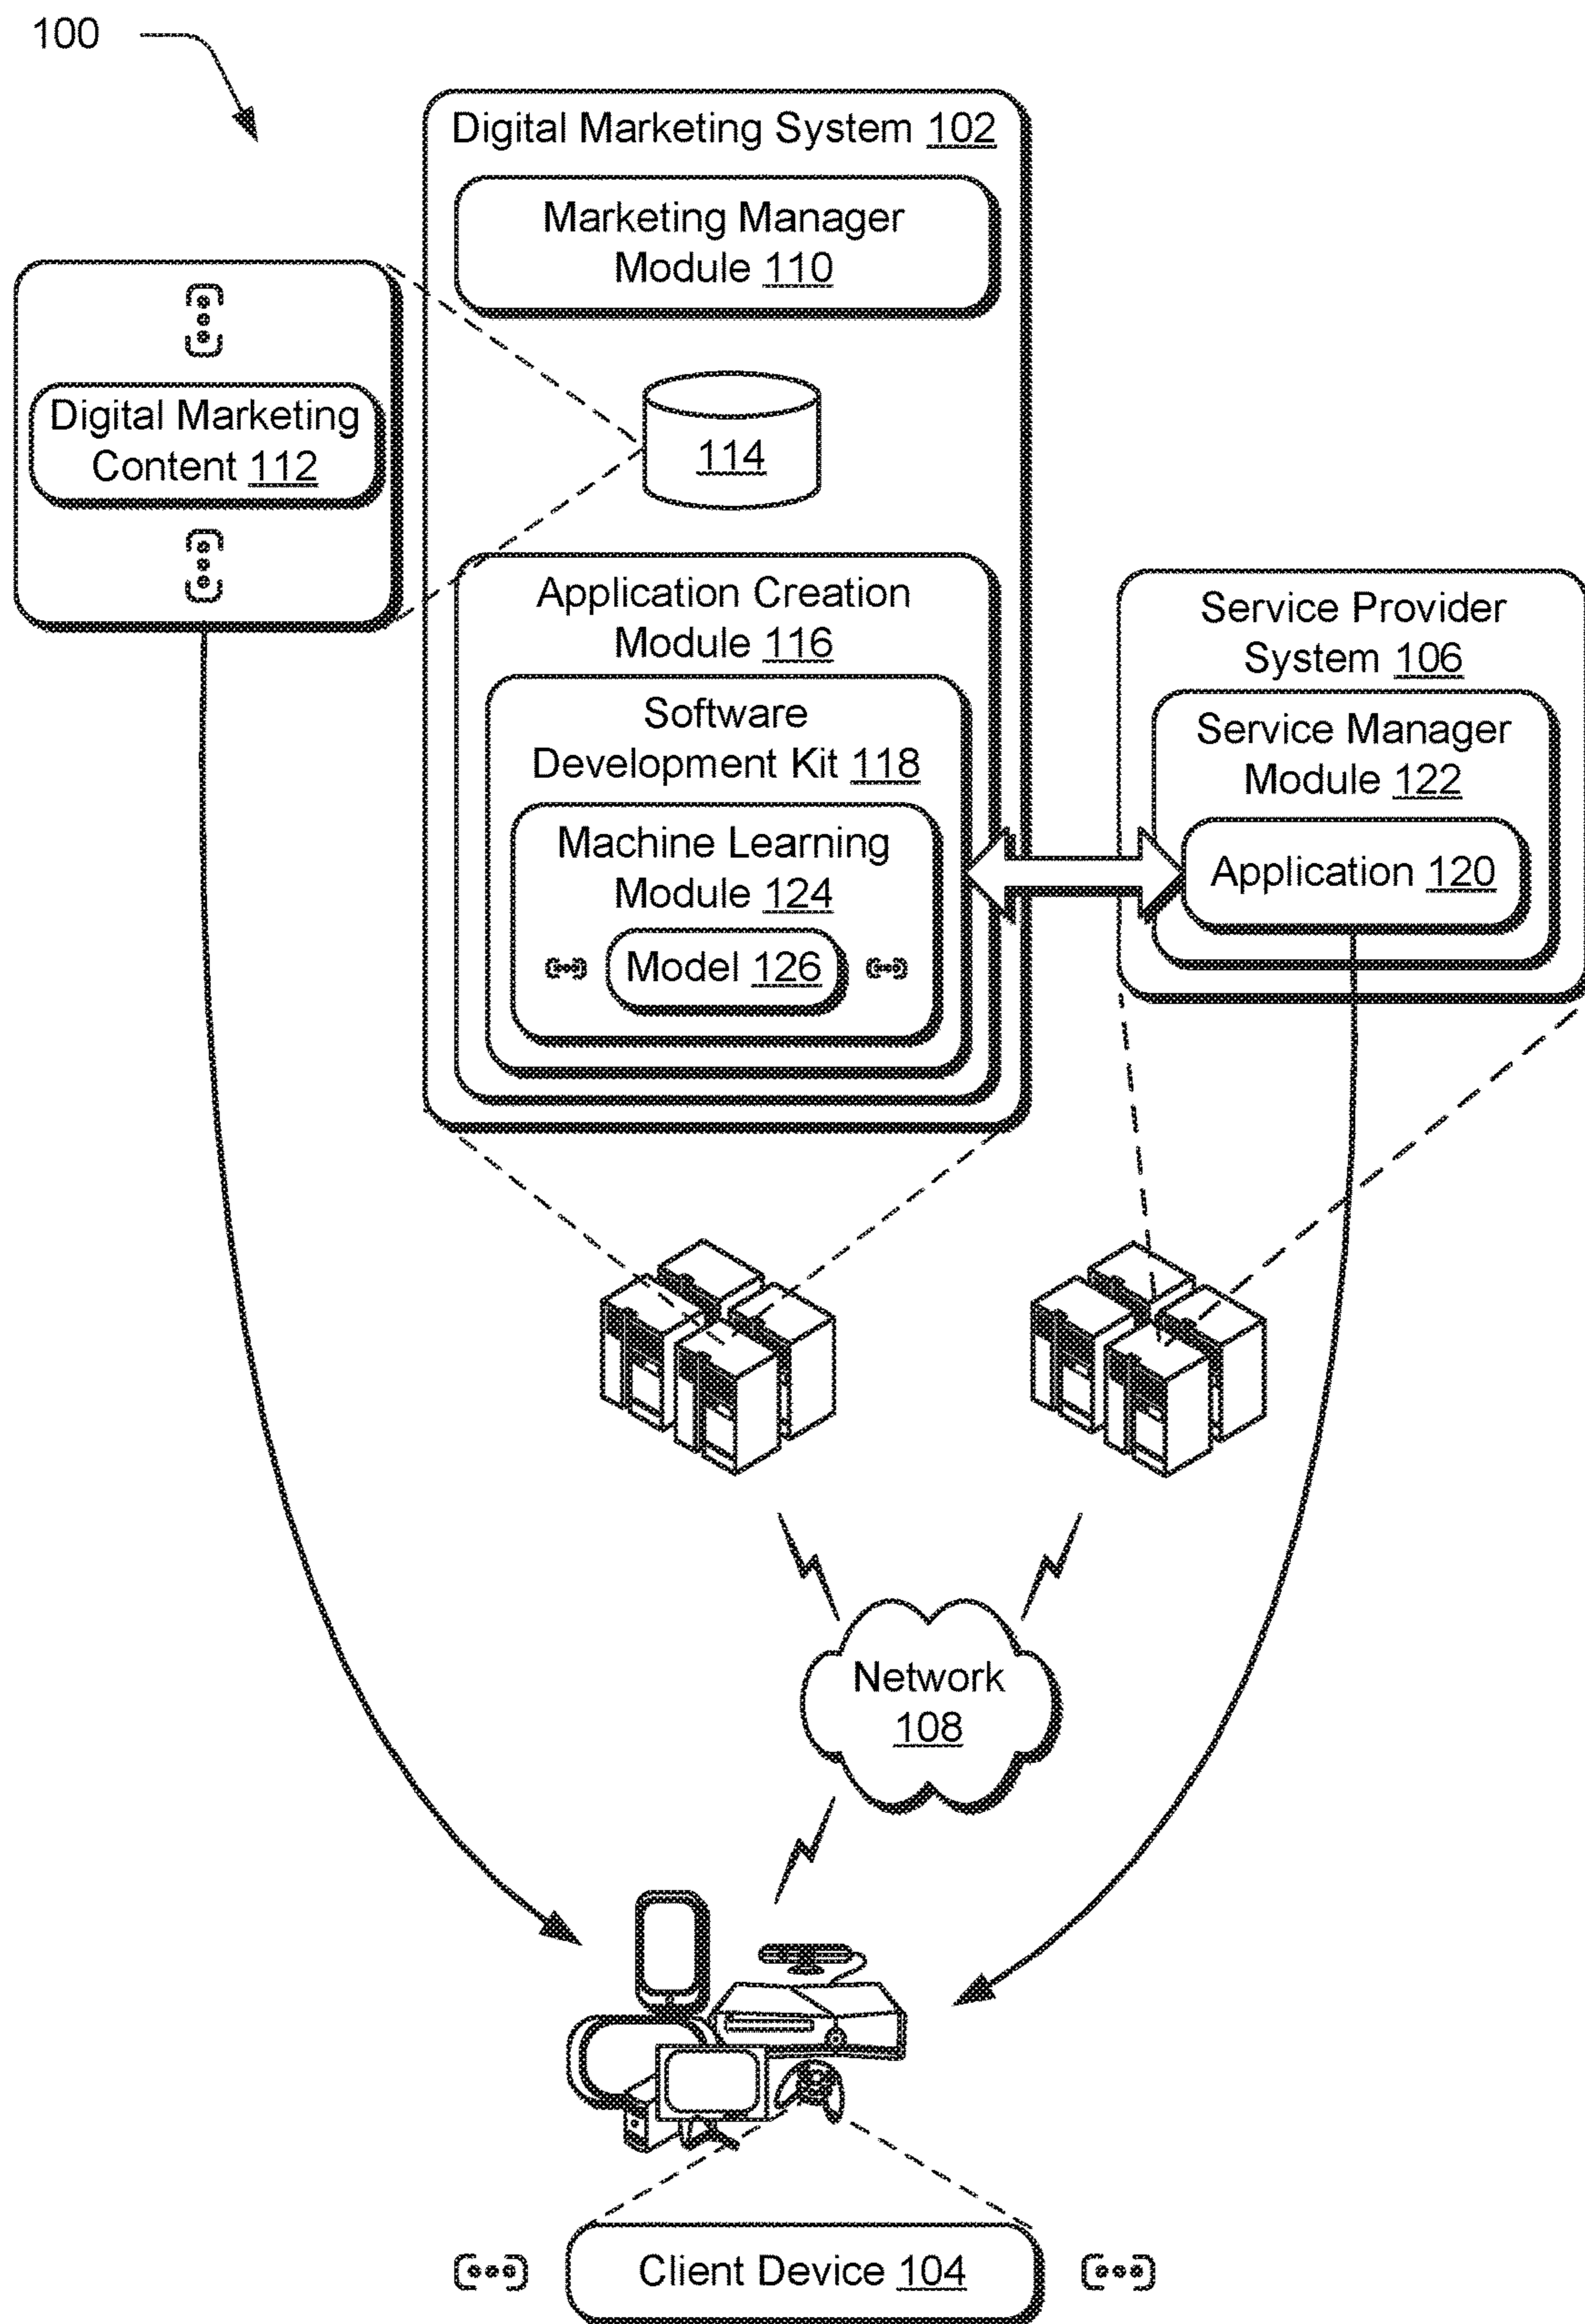 100
Digital Marketing System 102
Marketing Manager
Module 110
Digital Marketing
Content 112
114
Application Creation
Module 116
Software
Development Kit 118
Machine Learning
Module 124
Model 126
Service Provider
System 106
Service Manager
Module 122
Application 120
Network
108
Client Device 104